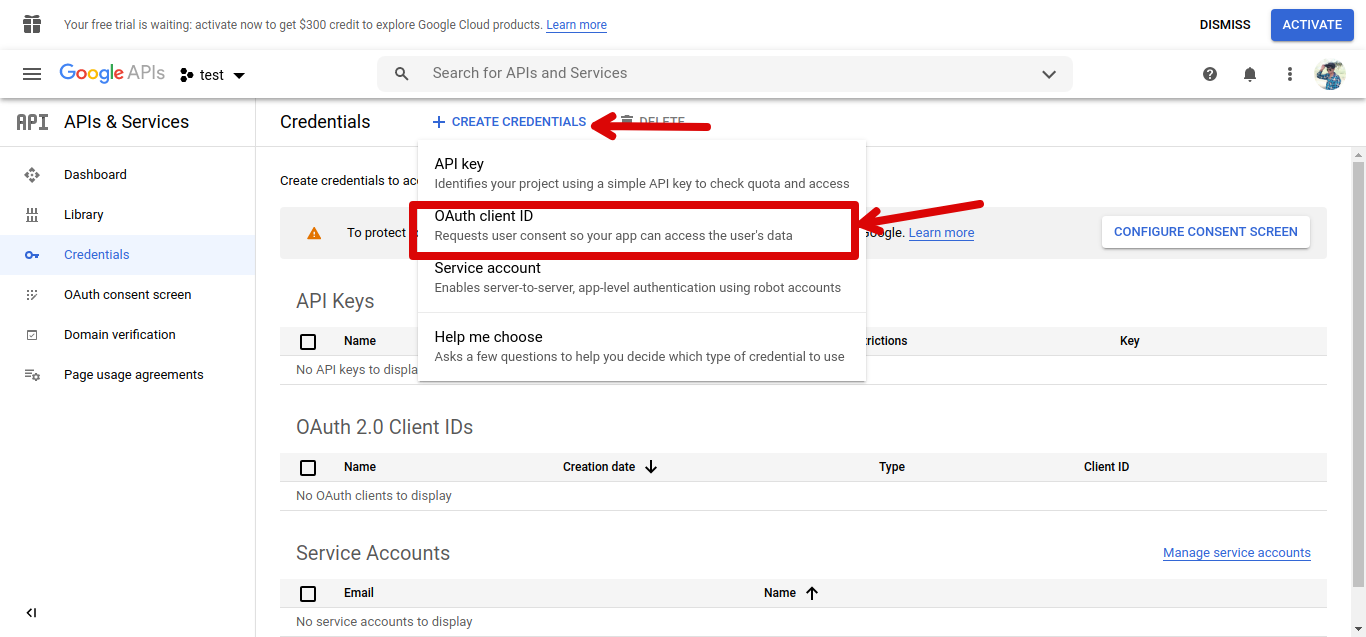 Your free trial is waiting: activate now to get $300 credit to explore Google Cloud products. Learn more
DISMISS
ACTIVATE
Google APIs
test
Search for APIs and Services
API
APIs & Services
Credentials
CREATE CREDENTIALS
DELETE
Dashboard
Library
Credentials
OAuth consent screen
Domain verification
Page usage agreements
API key
Identifies your project using a simple API key to check quota and access
OAuth client ID
Requests user consent so your app can access the user's data
Service account
Enables server-to-server, app-level authentication using robot accounts
Help me choose
Asks a few questions to help you decide which type of credential to use
Create credentials to
To protect
Learn more
CONFIGURE CONSENT SCREEN
API Keys
Name
Key
No API keys to
OAuth 2.0 Client IDs
Name
Creation date
Type
Client ID
No OAuth clients to display
Service Accounts
Manage service accounts
Email
Name
No service accounts to display